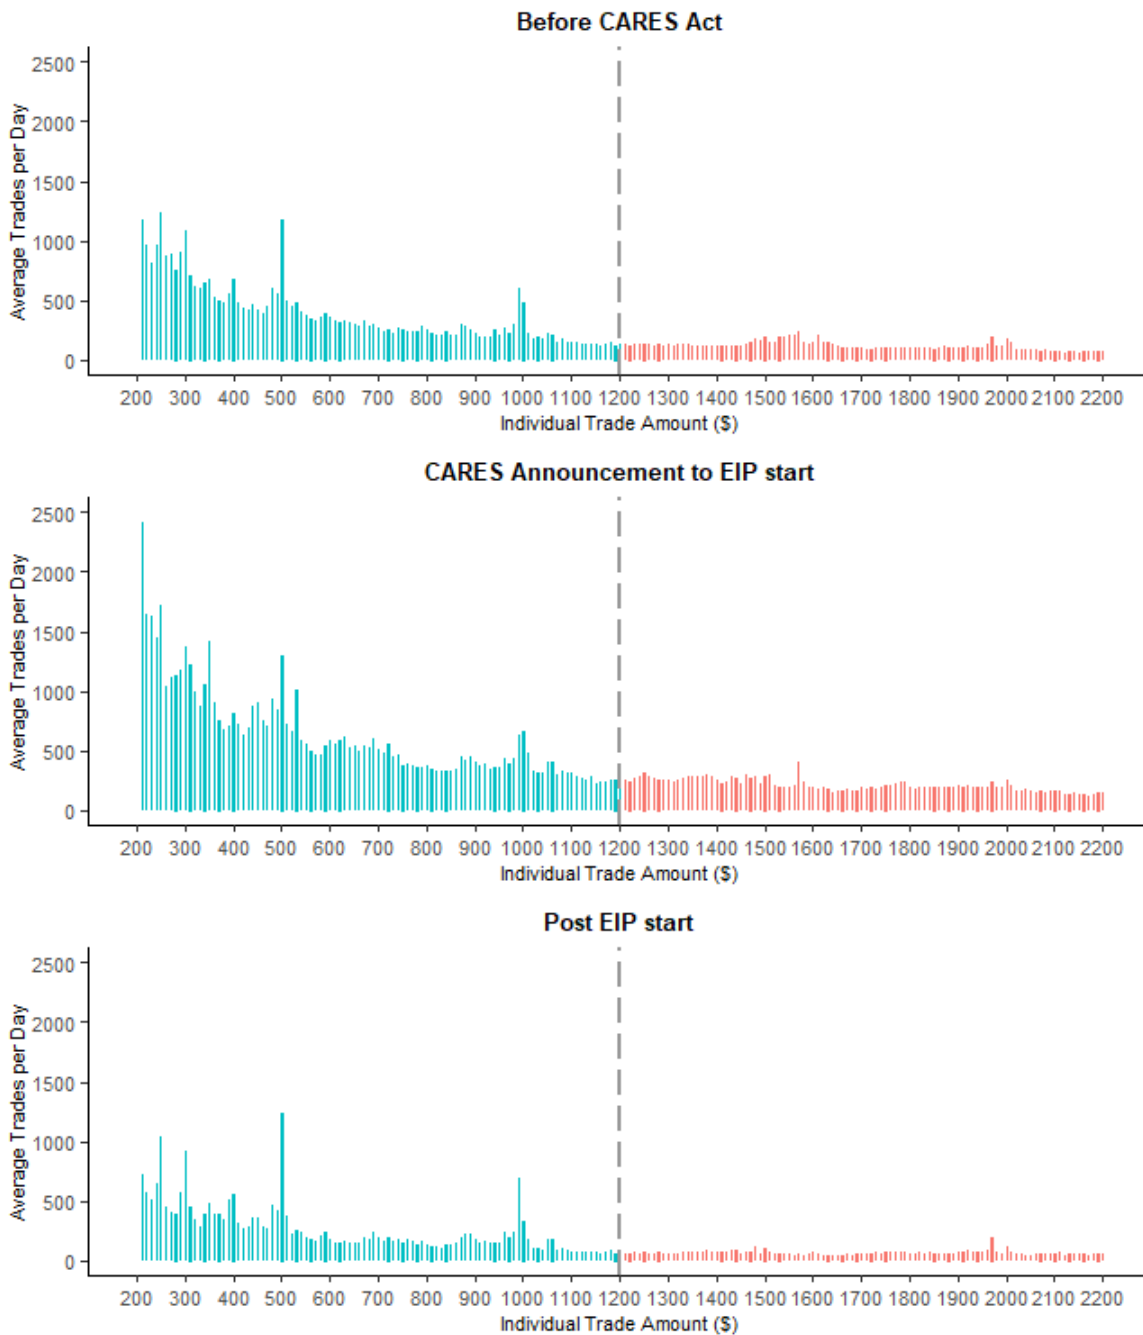 Before CARES Act
2500
2000
1500
1000
500
0
Average Trades per Day
200 300 400 500 600 700 800 900 1000 1100 1200 1300 1400 1500 1600 1700 1800 1900 2000 2100 2200
Individual Trade Amount ($)
CARES Announcement to EIP start
2500
2000
1500
1000
500
0
Average Trades per Day
200 300 400 500 600 700 800 900 1000 1100 1200 1300 1400 1500 1600 1700 1800 1900 2000 2100 2200
Individual Trade Amount ($)
Post EIP start
2500
2000
1500
1000
500
0
Average Trades per Day
200 300 400 500 600 700 800 900 1000 1100 1200 1300 1400 1500 1600 1700 1800 1900 2000 2100 2200
Individual Trade Amount ($)